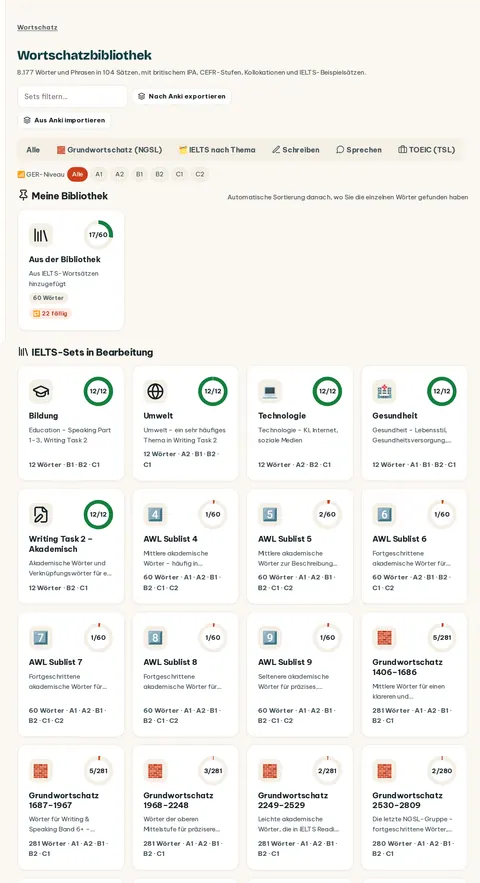 Wortschatz
Wortschatzbibliothek
8.177 Wörter und Phrasen in 104 Sätzen, mit britischem IPA, CEFR-Stufen, Kollokationen und IELTS-Beispielsätzen.
Sets filtern...
Nach Anki exportieren
Aus Anki importieren
Alle
Grundwortschatz (NGSL)
IELTS nach Thema
Schreiben
Sprechen
TOEIC (TSL)
GER-Niveau Alle A1 A2 B1 B2 C1 C2
Meine Bibliothek
Automatische Sortierung danach, wo Sie die einzelnen Wörter gefunden haben
17/60
Aus der Bibliothek
Aus IELTS-Wortsätzen
hinzugefügt
60 Wörter
22 fällig
IELTS-Sets in Bearbeitung
12/12
Bildung
Education – Speaking Part
1–3, Writing Task 2
12 Wörter · B1 · B2 · C1
12/12
Umwelt
Umwelt – ein sehr häufiges
Thema in Writing Task 2
12 Wörter · A2 · B1 · B2 ·
C1
12/12
Technologie
Technologie – KI, Internet,
soziale Medien
12 Wörter · A2 · B2 · C1
12/12
Gesundheit
Gesundheit – Lebensstil,
Gesundheitsversorgung,...
12 Wörter · A1 · B1 · B2 · C1
12/12
Writing Task 2 –
Akademisch
Akademische Wörter und
Verknüpfungswörter für e...
12 Wörter · B2 · C1
4
1/60
AWL Sublist 4
Mittlere akademische
Wörter – häufig in...
60 Wörter · A1 · A2 · B1 ·
B2 · C1 · C2
5
2/60
AWL Sublist 5
Mittlere akademische
Wörter zur Beschreibung...
60 Wörter · A1 · A2 · B1 ·
B2 · C1 · C2
6
1/60
AWL Sublist 6
Fortgeschrittene
akademische Wörter für...
60 Wörter · A1 · A2 · B1 ·
B2 · C1 · C2
7
1/60
AWL Sublist 7
Fortgeschrittene
akademische Wörter für...
60 Wörter · A1 · A2 · B1 ·
B2 · C1 · C2
8
1/60
AWL Sublist 8
Fortgeschrittene
akademische Wörter für...
60 Wörter · A1 · A2 · B1 ·
B2 · C1 · C2
9
1/60
AWL Sublist 9
Seltenere akademische
Wörter für präzises,...
60 Wörter · A1 · A2 · B1 ·
B2 · C1 · C2
5/281
Grundwortschatz
1406–1686
Mittlere Wörter für einen
klareren und...
281 Wörter · A1 · A2 · B1 ·
B2 · C1
5/281
Grundwortschatz
1687–1967
Wörter für Writing &
Speaking Band 6+ –...
281 Wörter · A1 · A2 · B1 ·
B2 · C1
3/281
Grundwortschatz
1968–2248
Wörter der oberen
Mittelstufe für präzisere...
281 Wörter · A1 · A2 · B1 ·
B2 · C1
2/281
Grundwortschatz
2249–2529
Leichte akademische
Wörter, die in IELTS Readi...
281 Wörter · A1 · A2 · B1 ·
B2 · C1
2/280
Grundwortschatz
2530–2809
Die letzte NGSL-Gruppe –
fortgeschrittene Wörter,...
280 Wörter · A1 · A2 · B1 ·
B2 · C1